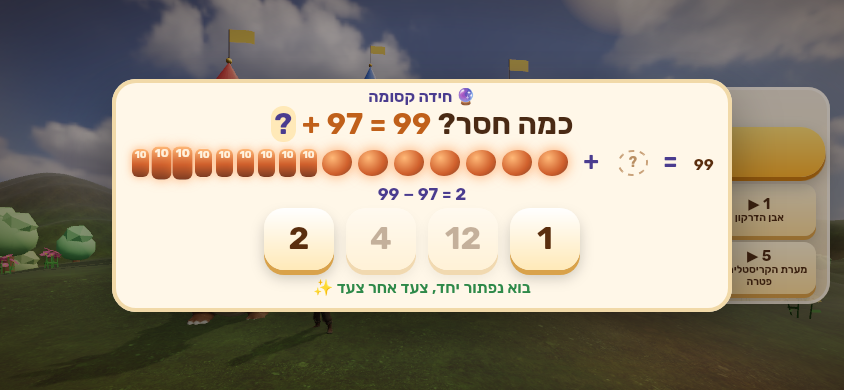 🔮 חידה קסומה
כמה חסר? 99 = 97 + ?
10 10 10 10 10 10 10 10 10 + ? = 99
99 − 97 = 2
2 4 12 1
בוא נפתור יחד, צעד אחר צעד ✨
▶ 1
אבן הדרקון
▶ 5
מערת הקריסטלי
פטרה